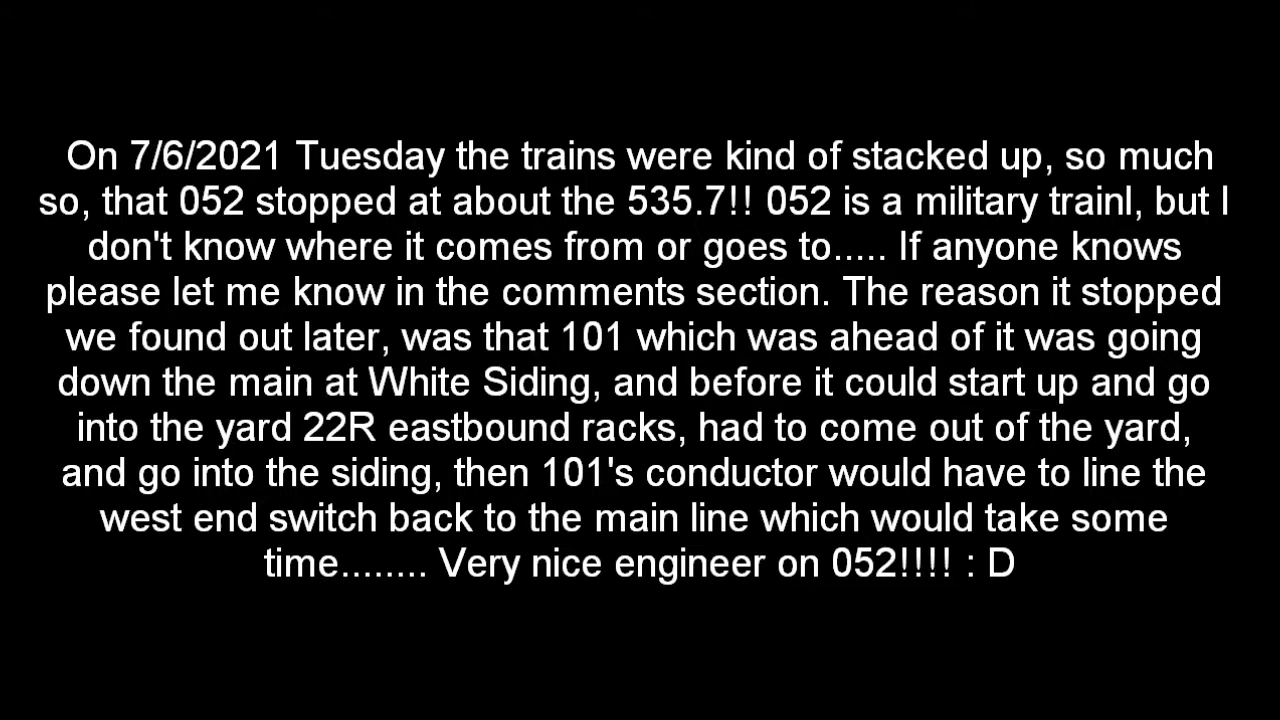 On 7/6/2021 Tuesday the trains were kind of stacked up, so much
so, that 052 stopped at about the 535.7!! 052 is a military trainl, but I
don't know where it comes from or goes to..... If anyone knows
please let me know in the comments section. The reason it stopped
we found out later, was that 101 which was ahead of it was going
down the main at White Siding, and before it could start up and go
into the yard 22R eastbound racks, had to come out of the yard,
and go into the siding, then 101's conductor would have to line the
west end switch back to the main line which would take some
time........ Very nice engineer on 052!!!! : D